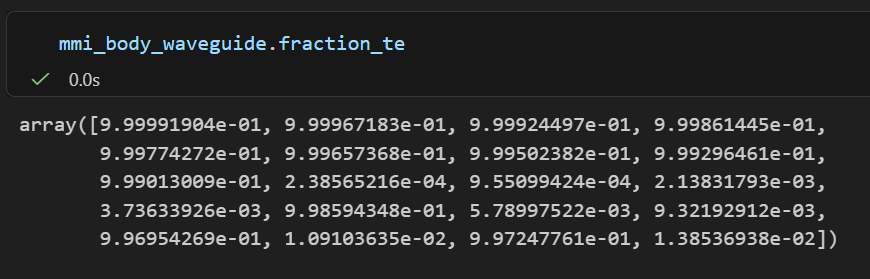 mmi_body_waveguide.fraction_te
✓ 0.0s
array([9.99991904e-01, 9.99967183e-01, 9.99924497e-01, 9.99861445e-01,
9.99774272e-01, 9.99657368e-01, 9.99502382e-01, 9.99296461e-01,
9.99013009e-01, 2.38565216e-04, 9.55099424e-04, 2.13831793e-03,
3.73633926e-03, 9.98594348e-01, 5.78997522e-03, 9.32192912e-03,
9.96954269e-01, 1.09103635e-02, 9.97247761e-01, 1.38536938e-02])